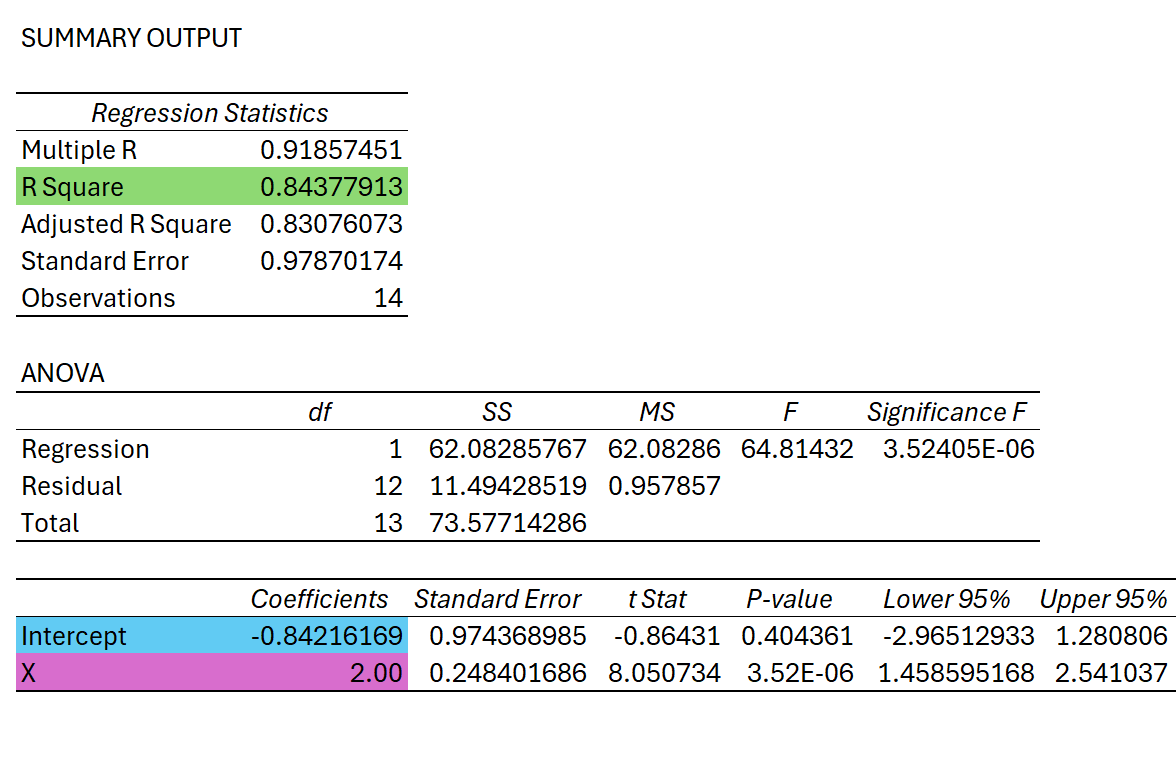 SUMMARY OUTPUT
Regression Statistics
Multiple R 0.91857451
R Square 0.84377913
Adjusted R Square 0.83076073
Standard Error 0.97870174
Observations 14
ANOVA
df SS MS F Significance F
Regression 1 62.08285767 62.08286 64.81432 3.52405E-06
Residual 12 11.49428519 0.957857
Total 13 73.57714286
Coefficients Standard Error t Stat P-value Lower 95% Upper 95%
Intercept -0.84216169 0.974368985 -0.86431 0.404361 -2.96512933 1.280806
X 2.00 0.248401686 8.050734 3.52E-06 1.458595168 2.541037